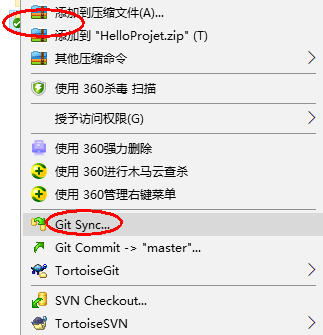 添加到压缩文件(A)...
添加到 "HelloProjet.zip" (T)
其他压缩命令
使用 360杀毒 扫描
授予访问权限(G)
使用 360强力删除
使用 360进行木马云查杀
使用 360管理右键菜单
Git Sync...
Git Commit -> "master"...
TortoiseGit
SVN Checkout...
TortoiseSVN